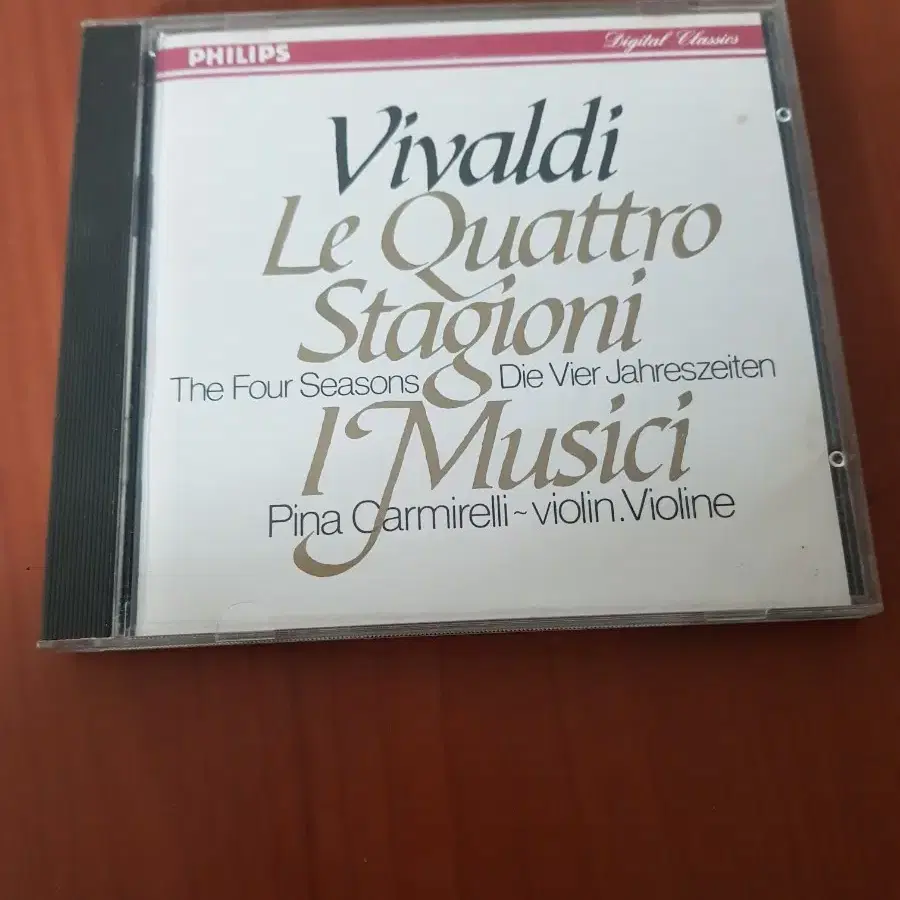 PHILIPS Digital Classics
Vivaldi
Le Quattro
Stagioni
The Four Seasons Die Vier Jahreszeiten
I Musici
Pina Carmirelli~violin.Violine